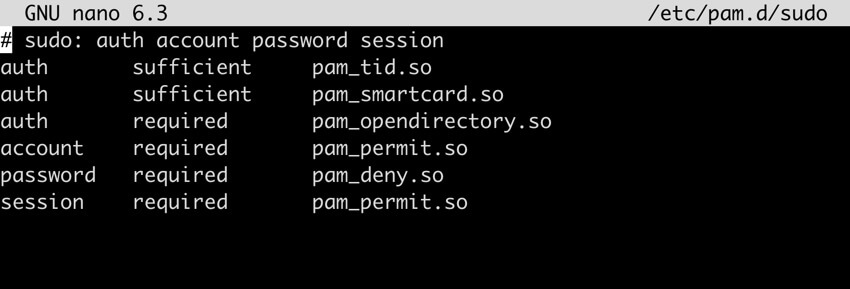 GNU nano 6.3 /etc/pam.d/sudo
# sudo: auth account password session
auth sufficient pam_tid.so
auth sufficient pam_smartcard.so
auth required pam_opendirectory.so
account required pam_permit.so
password required pam_deny.so
session required pam_permit.so